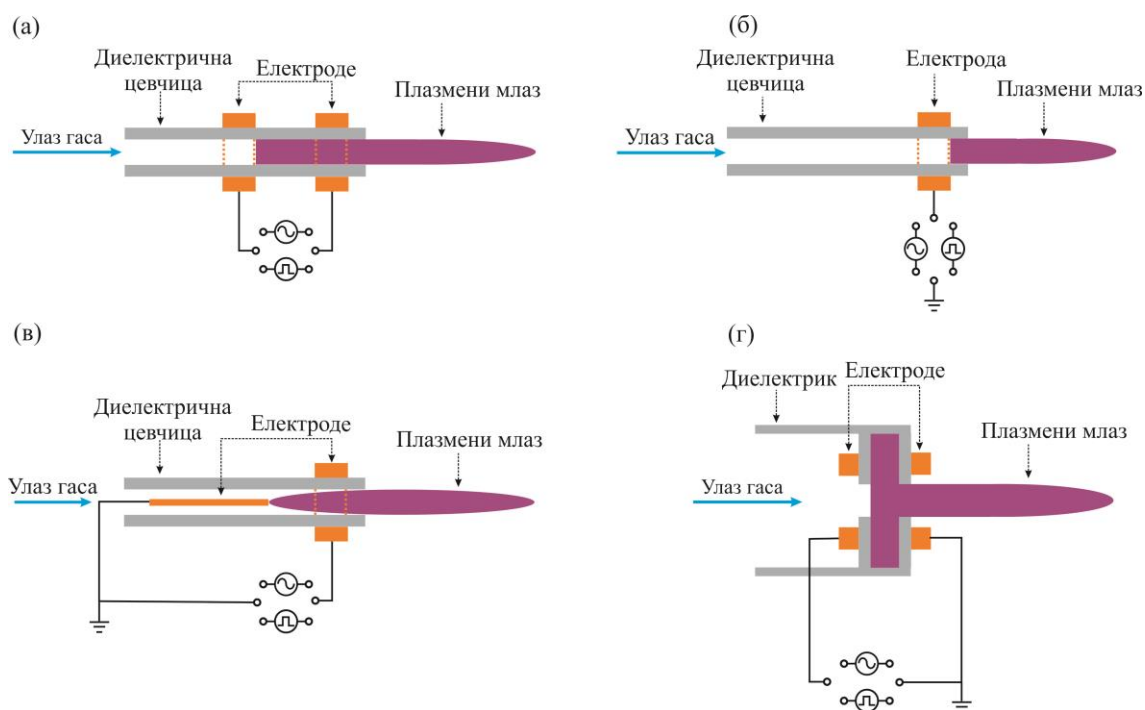 (а)
Диелектрична
цевчица
Електроде
Плазмени млаз
Улаз гаса
(б)
Диелектрична
цевчица
Електрода
Плазмени млаз
Улаз гаса
(в)
Диелектрична
цевчица
Електроде
Плазмени млаз
Улаз гаса
(г)
Диелектрик
Електроде
Плазмени млаз
Улаз гаса